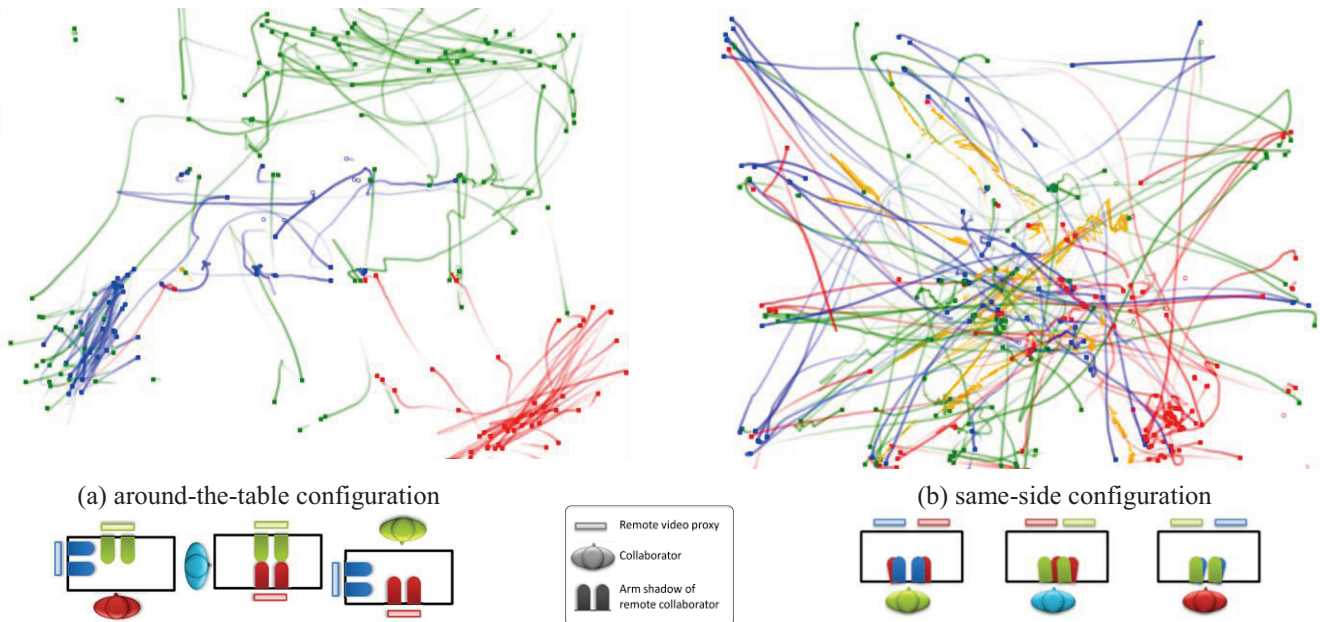 (a) around-the-table configuration
(b) same-side configuration
Remote video proxy
Collaborator
Arm shadow of
remote collaborator